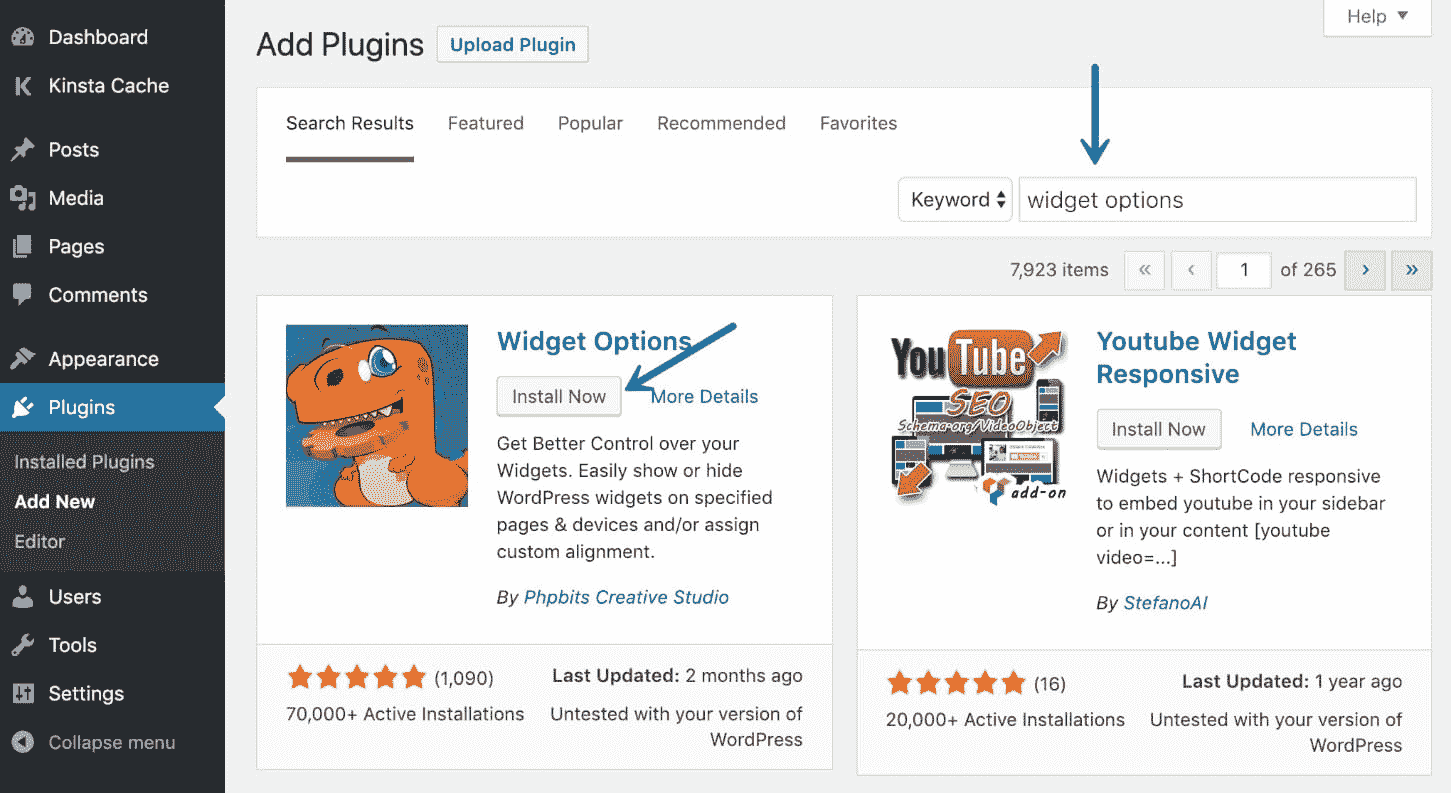 Help
Dashboard
Kinsta Cache
Posts
Media
Pages
Comments
Appearance
Plugins
Installed Plugins
Add New
Editor
Users
Tools
Settings
Collapse menu
Add Plugins
Upload Plugin
Search Results Featured Popular Recommended Favorites
Keyword widget options
7,923 items « ‹ 1 of 265 › »
Widget Options
Install Now More Details
Get Better Control over your
Widgets. Easily show or hide
WordPress widgets on specified
pages & devices and/or assign
custom alignment.
By Phpbits Creative Studio
(1,090)
Last Updated: 2 months ago
70,000+ Active Installations
Untested with your version of
WordPress
YouTube
SEO
Schema.org/VideoObject
add-on
Youtube Widget
Responsive
Install Now More Details
Widgets + ShortCode responsive
to embed youtube in your sidebar
or in your content [youtube
video=...]
By StefanoAI
(16)
Last Updated: 1 year ago
20,000+ Active Installations
Untested with your version of
WordPress